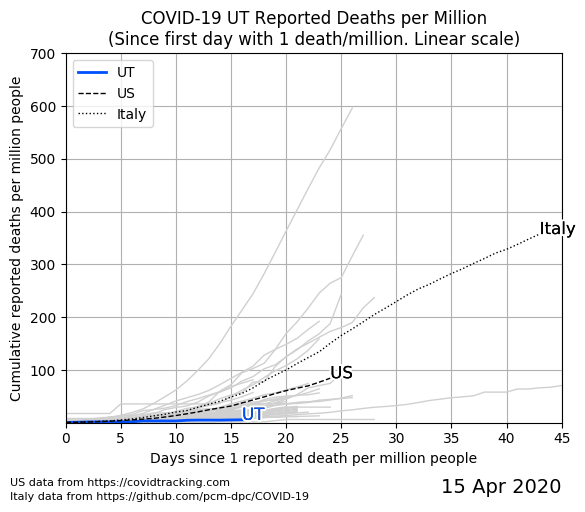 COVID-19 UT Reported Deaths per Million
(Since first day with 1 death/million. Linear scale)
Cumulative reported deaths per million people
700
600
500
400
300
200
100
UT
US
Italy
Italy
US
UT
0 5 10 15 20 25 30 35 40 45
Days since 1 reported death per million people
US data from https://covidtracking.com
Italy data from https://github.com/pcm-dpc/COVID-19
15 Apr 2020